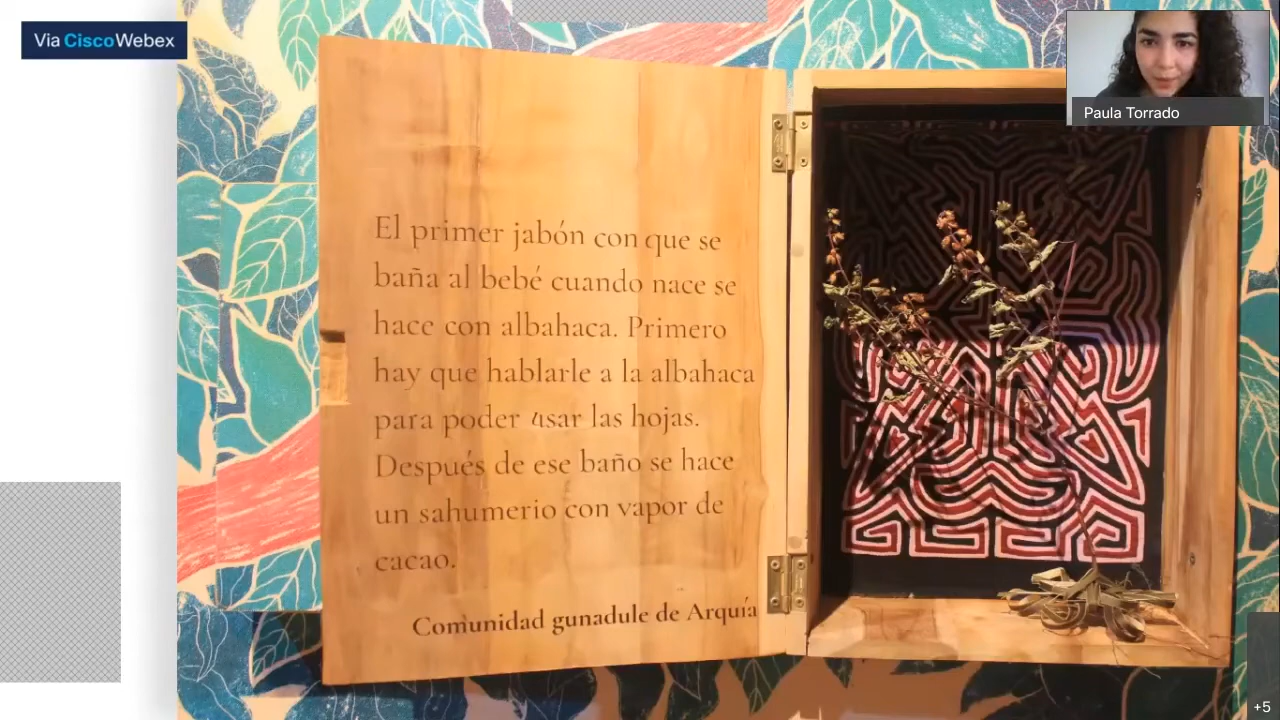 Via Cisco Webex
Paula Torrado
El primer jabón con que se
baña al bebé cuando nace se
hace con albahaca. Primero
hay que hablarle a la albahaca
para poder usar las hojas.
Después de ese baño se hace
un sahumerio con vapor de
cacao.
Comunidad gunadule de Arquía
+5